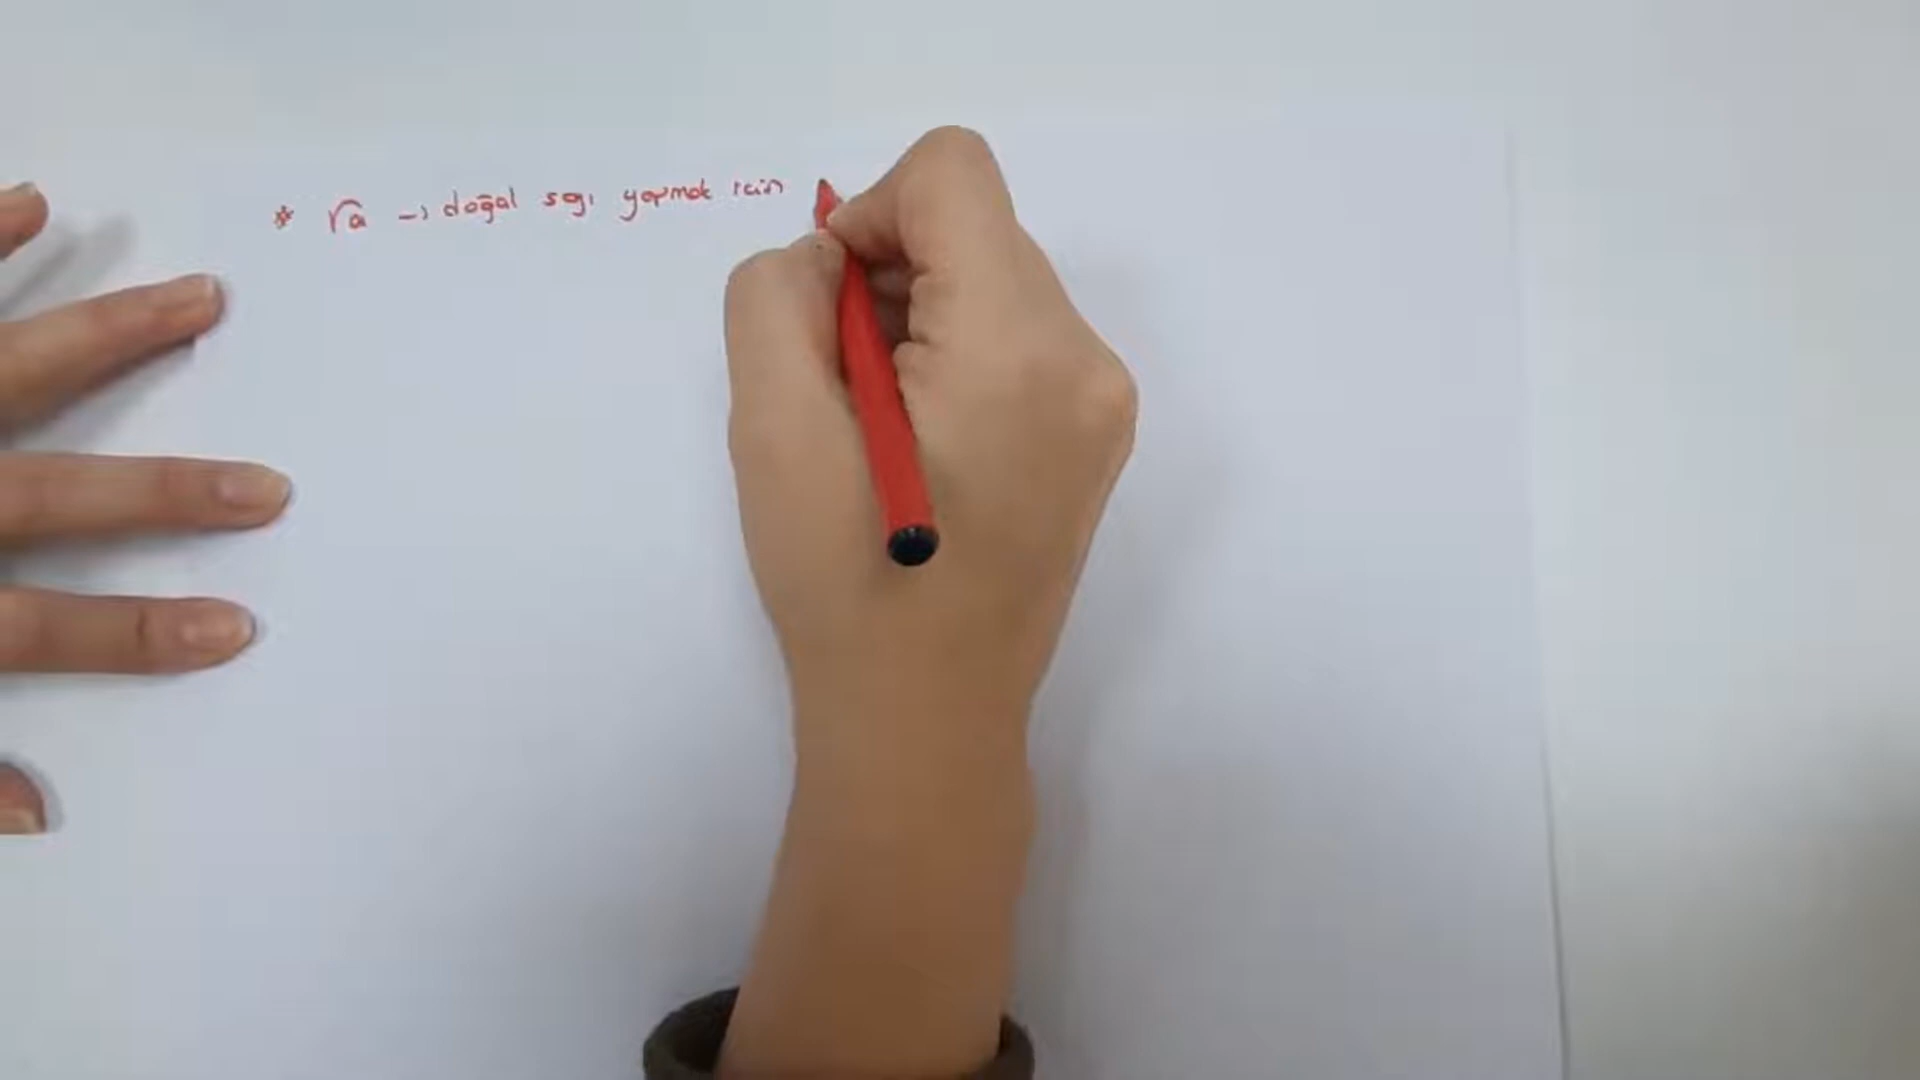 * √a → doğal sayı yapmak için